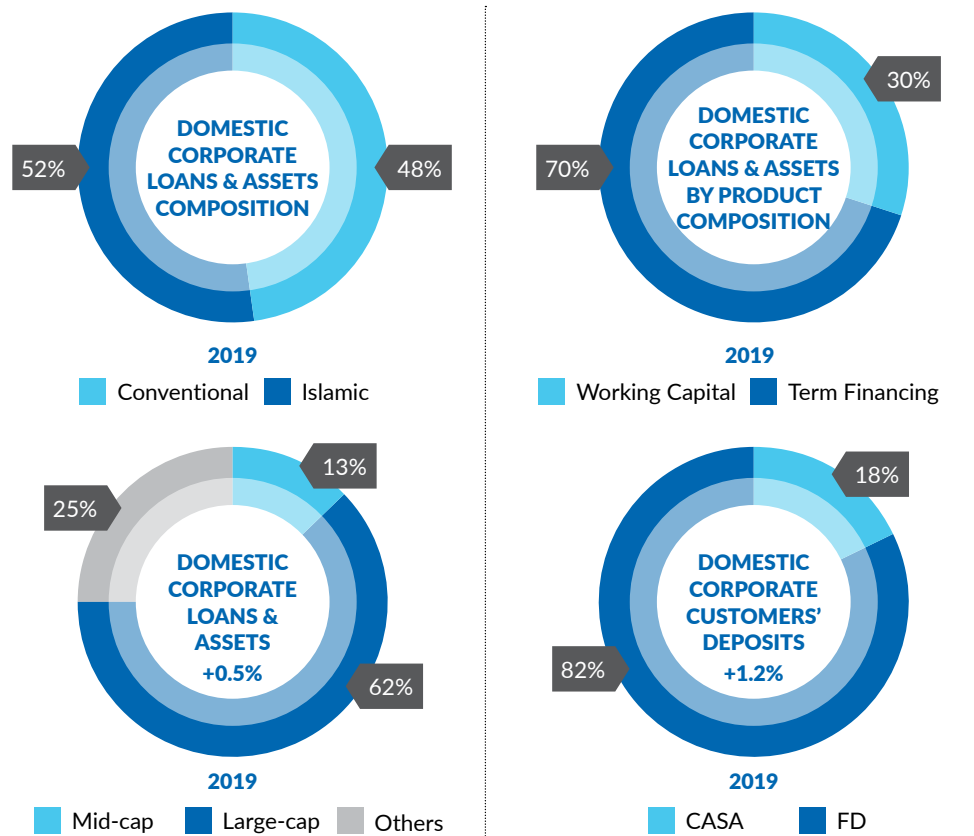 DOMESTIC
CORPORATE
LOANS & ASSETS
COMPOSITION
52%
48%
2019
Conventional
Islamic
DOMESTIC
CORPORATE
LOANS & ASSETS
BY PRODUCT
COMPOSITION
30%
70%
2019
Working Capital
Term Financing
DOMESTIC
CORPORATE
LOANS &
ASSETS
+0.5%
13%
25%
62%
2019
Mid-cap
Large-cap
Others
DOMESTIC
CORPORATE
CUSTOMERS’
DEPOSITS
+1.2%
18%
82%
2019
CASA
FD